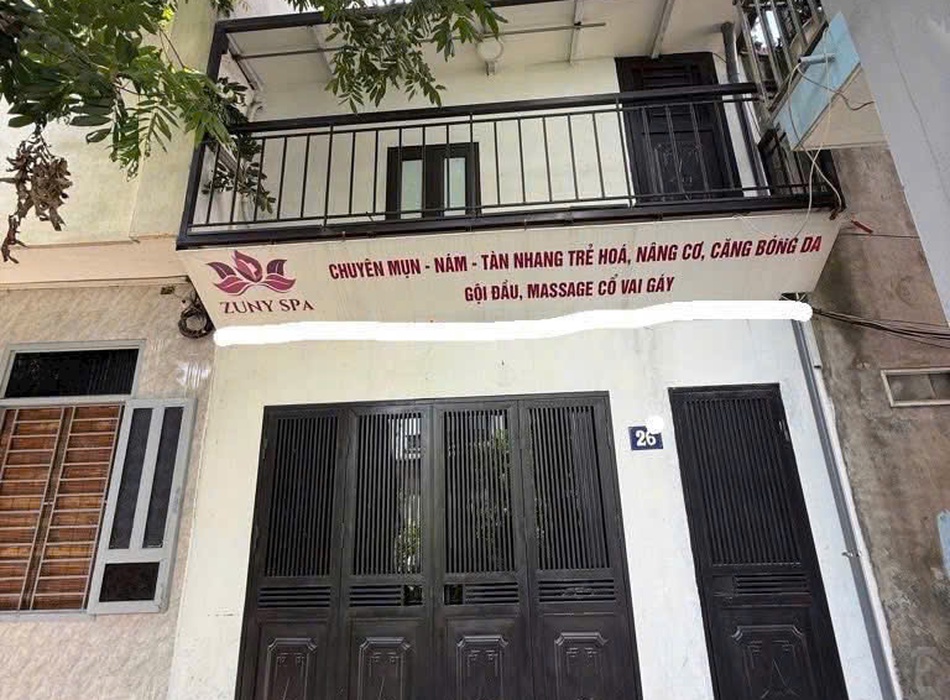 CHUYÊN MỤN - NÁM - TÀN NHANG TRẺ HOÁ, NÂNG CƠ, CĂNG BÓNG DA
GỘI ĐẦU, MASSAGE CỔ VAI GÁY
ZUNY SPA
26